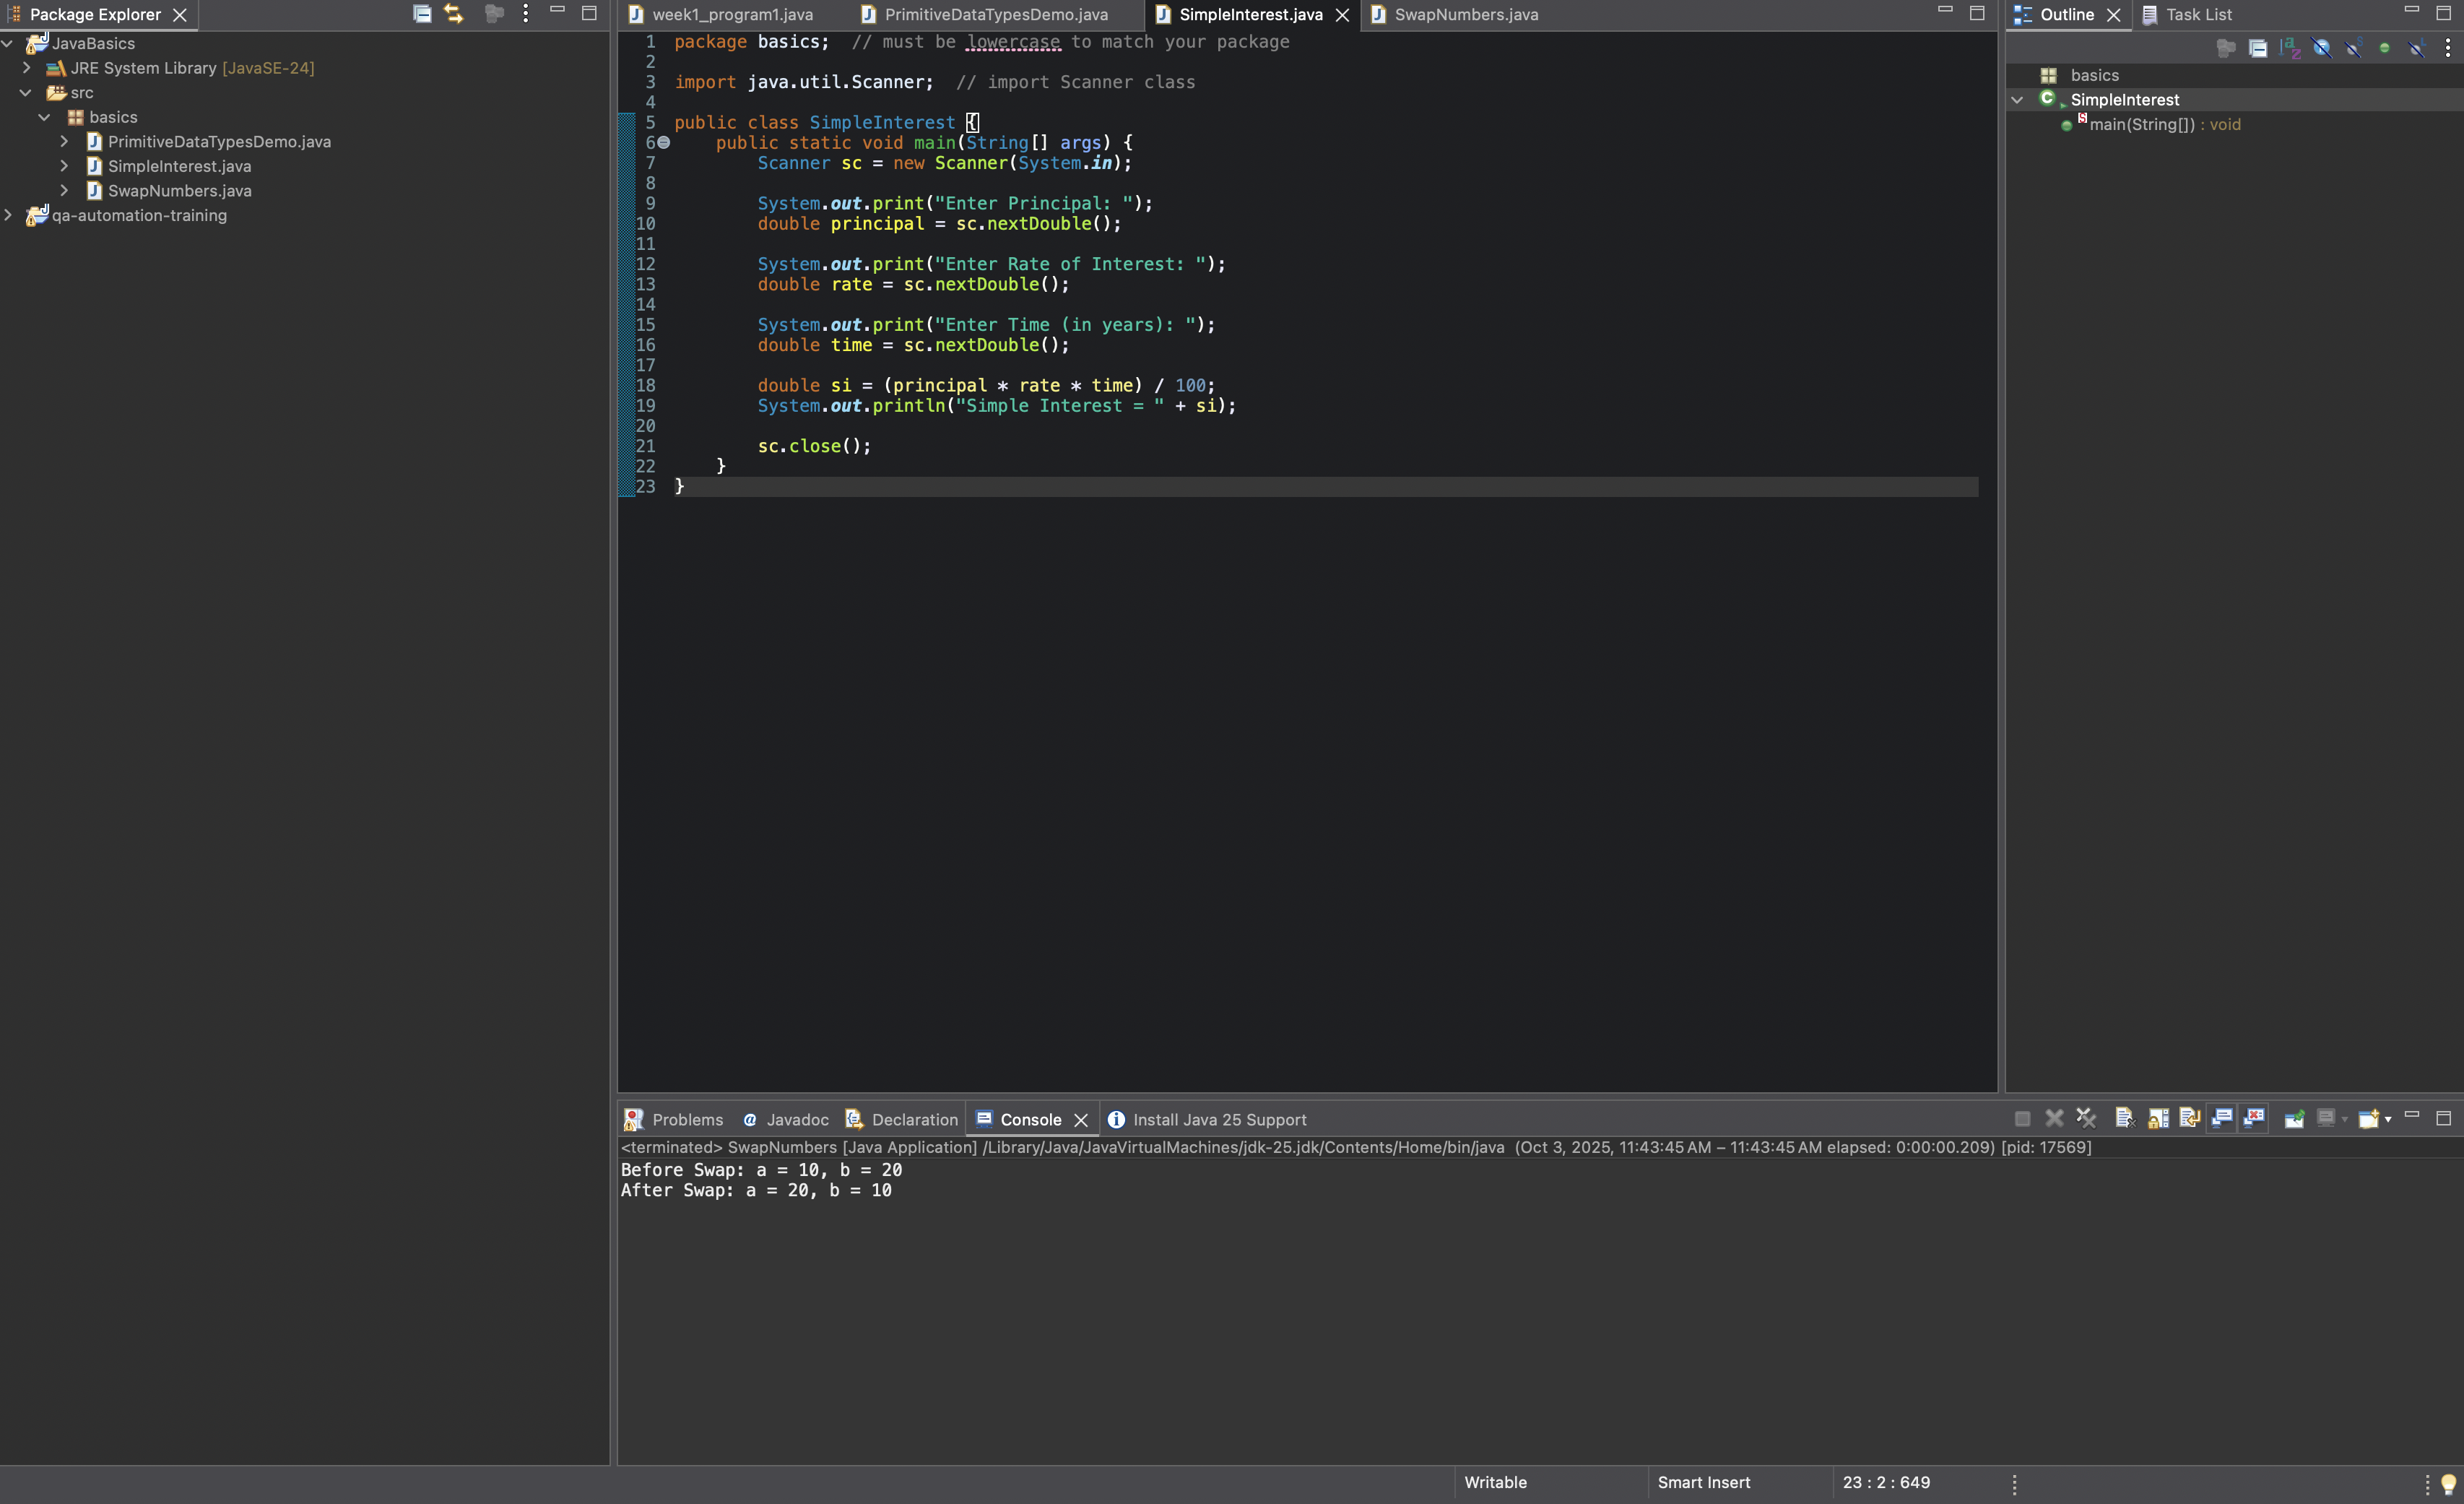 Package Explorer
JavaBasics
JRE System Library [JavaSE-24]
src
basics
PrimitiveDataTypesDemo.java
SimpleInterest.java
SwapNumbers.java
qa-automation-training
week1_program1.java
PrimitiveDataTypesDemo.java
SimpleInterest.java
SwapNumbers.java
1 package basics;  // must be lowercase to match your package
2
3 import java.util.Scanner;  // import Scanner class
4
5 public class SimpleInterest {
6     public static void main(String[] args) {
7         Scanner sc = new Scanner(System.in);
8
9         System.out.print("Enter Principal: ");
10         double principal = sc.nextDouble();
11
12         System.out.print("Enter Rate of Interest: ");
13         double rate = sc.nextDouble();
14
15         System.out.print("Enter Time (in years): ");
16         double time = sc.nextDouble();
17
18         double si = (principal * rate * time) / 100;
19         System.out.println("Simple Interest = " + si);
20
21         sc.close();
22     }
23 }
Outline
Task List
basics
SimpleInterest
main(String[]) : void
Problems
Javadoc
Declaration
Console
Install Java 25 Support
<terminated> SwapNumbers [Java Application] /Library/Java/JavaVirtualMachines/jdk-25.jdk/Contents/Home/bin/java (Oct 3, 2025, 11:43:45 AM – 11:43:45 AM elapsed: 0:00:00.209) [pid: 17569]
Before Swap: a = 10, b = 20
After Swap: a = 20, b = 10
Writable
Smart Insert
23 : 2 : 649